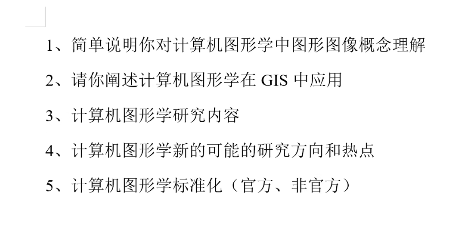 1、简单说明你对计算机图形学中图形图像概念理解
2、请你阐述计算机图形学在 GIS 中应用
3、计算机图形学研究内容
4、计算机图形学新的可能的研究方向和热点
5、计算机图形学标准化（官方、非官方）